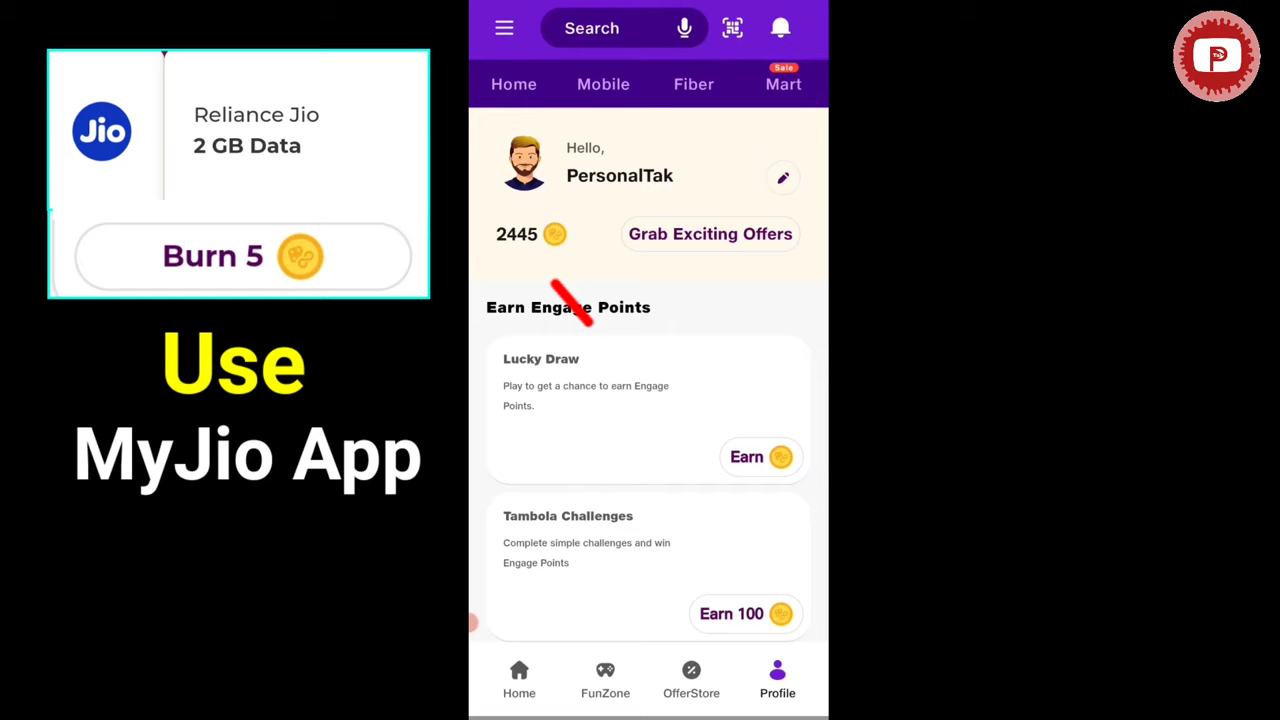 Jio
Reliance Jio
2 GB Data
Burn 5
Use
MyJio App
Search
Home
Mobile
Fiber
Sale
Mart
Hello,
PersonalTak
2445
Grab Exciting Offers
Earn Engage Points
Lucky Draw
Play to get a chance to earn Engage
Points.
Earn
Tambola Challenges
Complete simple challenges and win
Engage Points
Earn 100
Home
FunZone
OfferStore
Profile
P